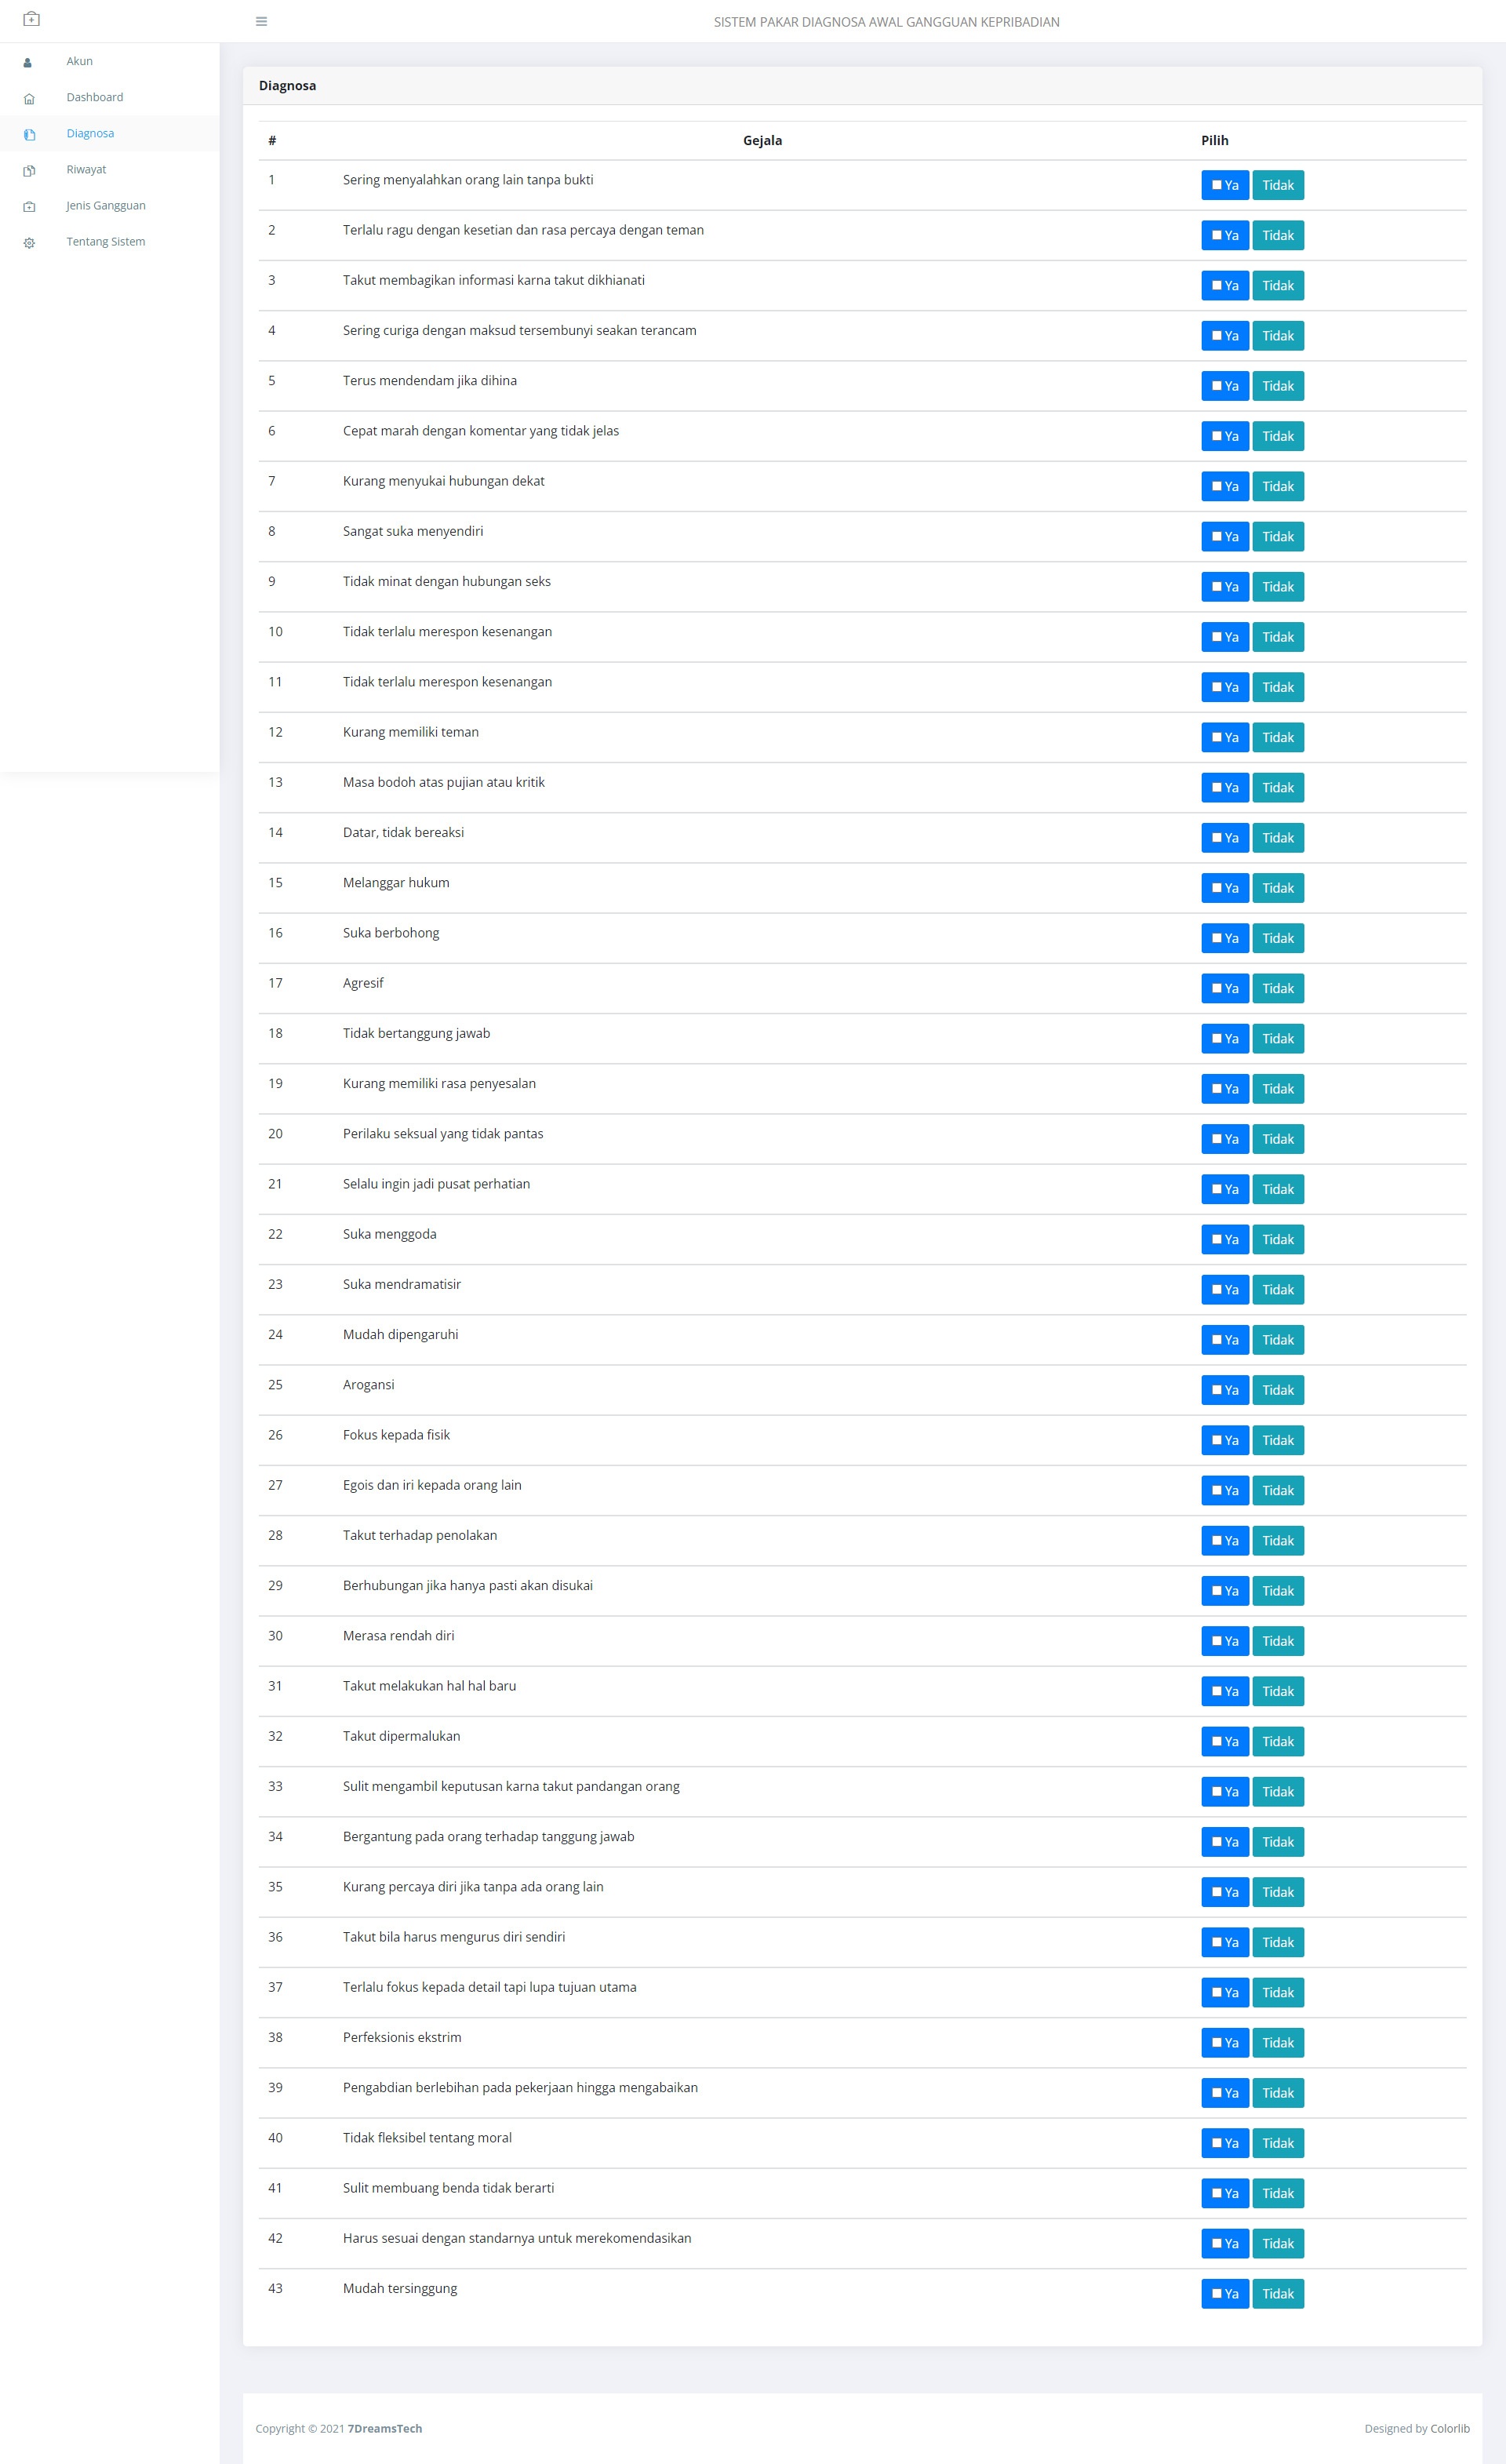 SISTEM PAKAR DIAGNOSA AWAL GANGGUAN KEPRIBADIAN
Akun
Dashboard
Diagnosa
Riwayat
Jenis Gangguan
Tentang Sistem
Diagnosa
# Gejala Pilih
1 Sering menyalahkan orang lain tanpa bukti Ya Tidak
2 Terlalu ragu dengan kesetian dan rasa percaya dengan teman Ya Tidak
3 Takut membagikan informasi karna takut dikhianati Ya Tidak
4 Sering curiga dengan maksud tersembunyi seakan terancam Ya Tidak
5 Terus mendendam jika dihina Ya Tidak
6 Cepat marah dengan komentar yang tidak jelas Ya Tidak
7 Kurang menyukai hubungan dekat Ya Tidak
8 Sangat suka menyendiri Ya Tidak
9 Tidak minat dengan hubungan seks Ya Tidak
10 Tidak terlalu merespon kesenangan Ya Tidak
11 Tidak terlalu merespon kesenangan Ya Tidak
12 Kurang memiliki teman Ya Tidak
13 Masa bodoh atas pujian atau kritik Ya Tidak
14 Datar, tidak bereaksi Ya Tidak
15 Melanggar hukum Ya Tidak
16 Suka berbohong Ya Tidak
17 Agresif Ya Tidak
18 Tidak bertanggung jawab Ya Tidak
19 Kurang memiliki rasa penyesalan Ya Tidak
20 Perilaku seksual yang tidak pantas Ya Tidak
21 Selalu ingin jadi pusat perhatian Ya Tidak
22 Suka menggoda Ya Tidak
23 Suka mendramatisir Ya Tidak
24 Mudah dipengaruhi Ya Tidak
25 Arogansi Ya Tidak
26 Fokus kepada fisik Ya Tidak
27 Egois dan iri kepada orang lain Ya Tidak
28 Takut terhadap penolakan Ya Tidak
29 Berhubungan jika hanya pasti akan disukai Ya Tidak
30 Merasa rendah diri Ya Tidak
31 Takut melakukan hal hal baru Ya Tidak
32 Takut dipermalukan Ya Tidak
33 Sulit mengambil keputusan karna takut pandangan orang Ya Tidak
34 Bergantung pada orang terhadap tanggung jawab Ya Tidak
35 Kurang percaya diri jika tanpa ada orang lain Ya Tidak
36 Takut bila harus mengurus diri sendiri Ya Tidak
37 Terlalu fokus kepada detail tapi lupa tujuan utama Ya Tidak
38 Perfeksionis ekstrim Ya Tidak
39 Pengabdian berlebihan pada pekerjaan hingga mengabaikan Ya Tidak
40 Tidak fleksibel tentang moral Ya Tidak
41 Sulit membuang benda tidak berarti Ya Tidak
42 Harus sesuai dengan standarnya untuk merekomendasikan Ya Tidak
43 Mudah tersinggung Ya Tidak
Copyright © 2021 7DreamsTech Designed by Colorlib